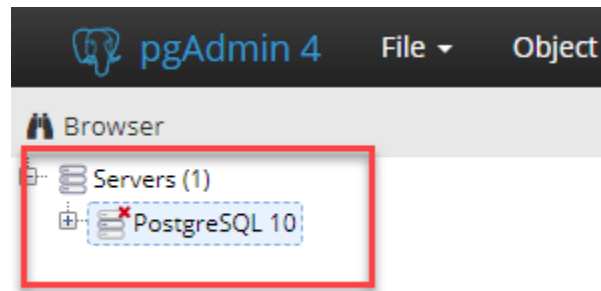 pgAdmin 4 File Object
Browser
Servers (1)
PostgreSQL 10